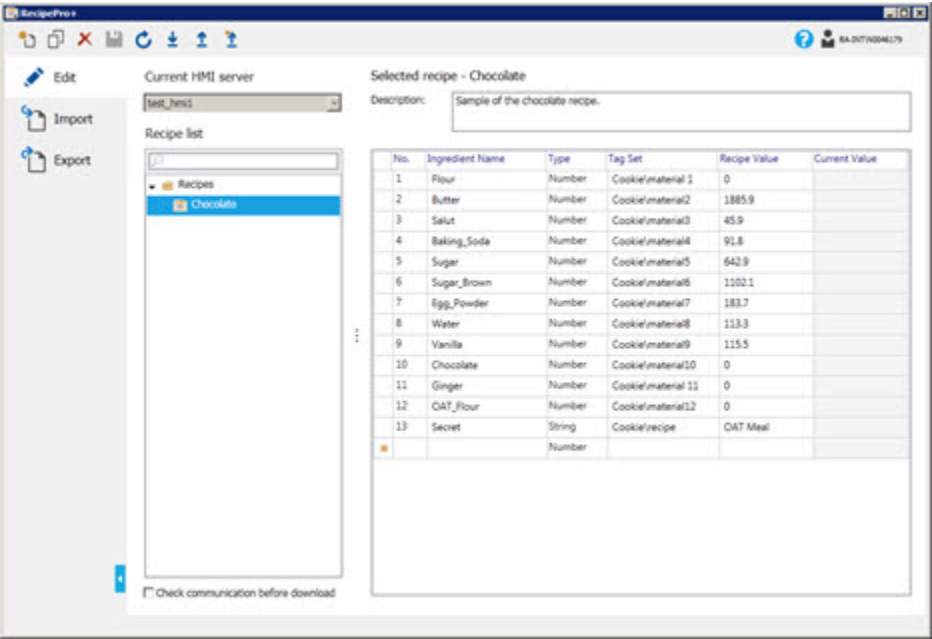 RecipePro+
RA-INT\N0046179
Edit
Import
Export
Current HMI server
test_hmi1
Recipe list
Recipes
Chocolate
Check communication before download
Selected recipe - Chocolate
Description: Sample of the chocolate recipe.
No. Ingredient Name Type Tag Set Recipe Value Current Value
1 Flour Number Cookie\material 1 0
2 Butter Number Cookie\material2 1885.9
3 Salut Number Cookie\material3 45.9
4 Baking_Soda Number Cookie\material4 91.8
5 Sugar Number Cookie\material5 642.9
6 Sugar_Brown Number Cookie\material6 1102.1
7 Egg_Powder Number Cookie\material7 183.7
8 Water Number Cookie\material8 113.3
9 Vanilla Number Cookie\material9 115.5
10 Chocolate Number Cookie\material10 0
11 Ginger Number Cookie\material 11 0
12 OAT_Flour Number Cookie\material12 0
13 Secret String Cookie\recipe OAT Meal
Number